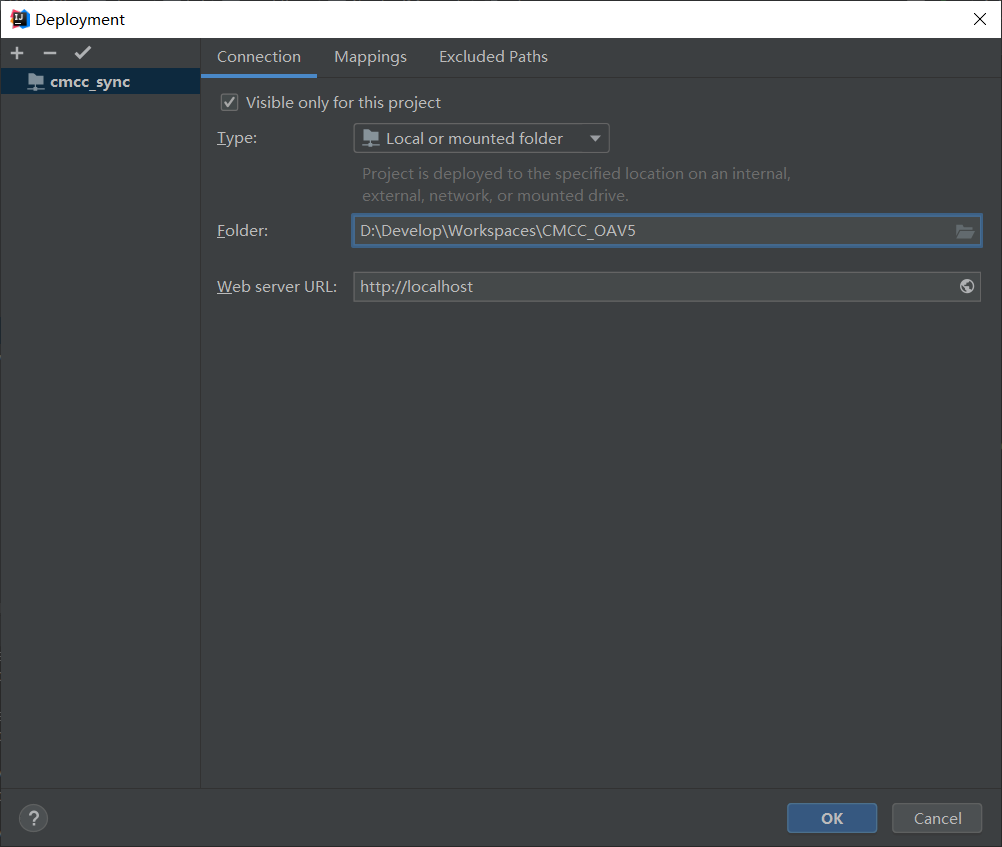 Deployment
cmcc_sync
Connection Mappings Excluded Paths
Visible only for this project
Type: Local or mounted folder
Project is deployed to the specified location on an internal,
external, network, or mounted drive.
Folder: D:\Develop\Workspaces\CMCC_OAV5
Web server URL: http://localhost
? OK Cancel